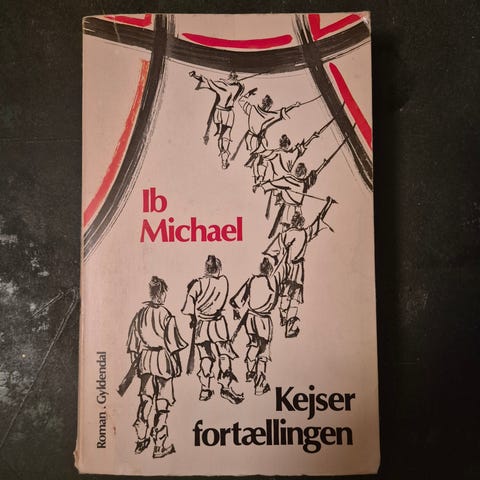 Ib
Michael
Kejser
fortællingen
Roman . Gyldendal